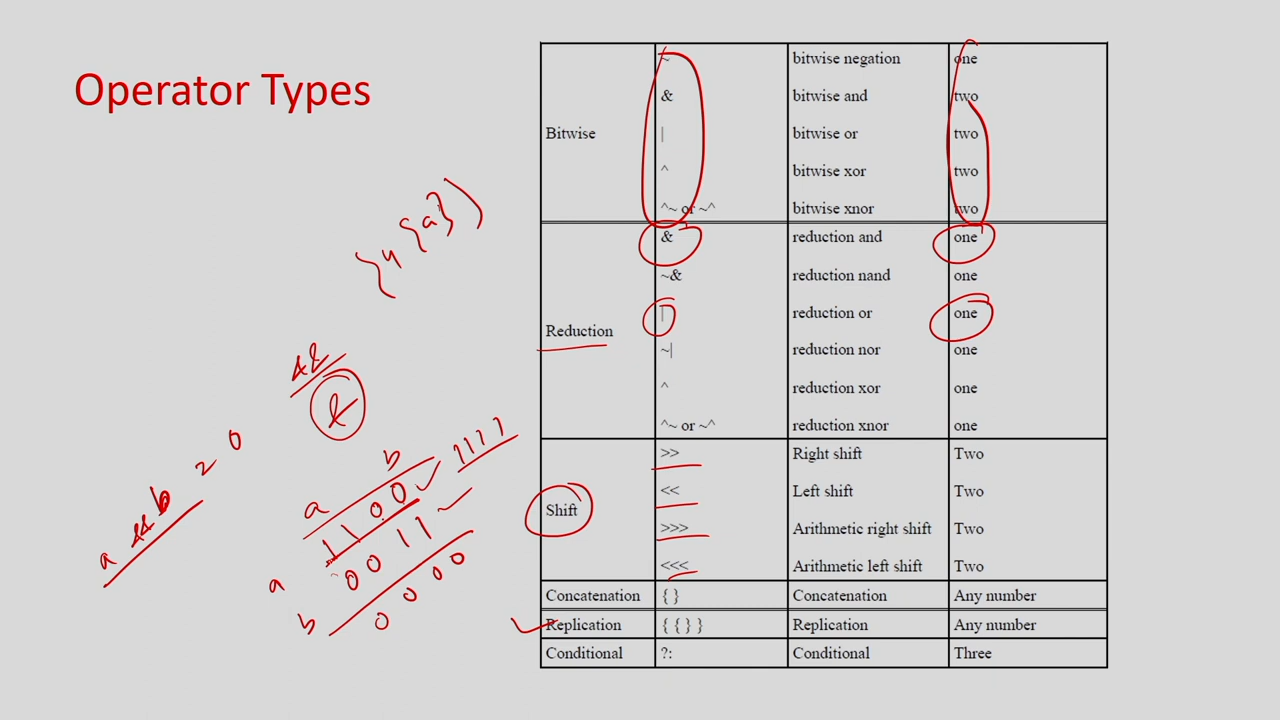 Operator Types
~ bitwise negation one
& bitwise and two
Bitwise | bitwise or two
^ bitwise xor two
^~ or ~^ bitwise xnor two
& reduction and one
~& reduction nand one
| reduction or one
Reduction
~| reduction nor one
^ reduction xor one
^~ or ~^ reduction xnor one
>> Right shift Two
<< Left shift Two
Shift
>>> Arithmetic right shift Two
<<< Arithmetic left shift Two
Concatenation { } Concatenation Any number
Replication { { } } Replication Any number
Conditional ?: Conditional Three
{4{a}}
&&
&
a b
1100
1111
a 0011
b 0000
a && b = 0